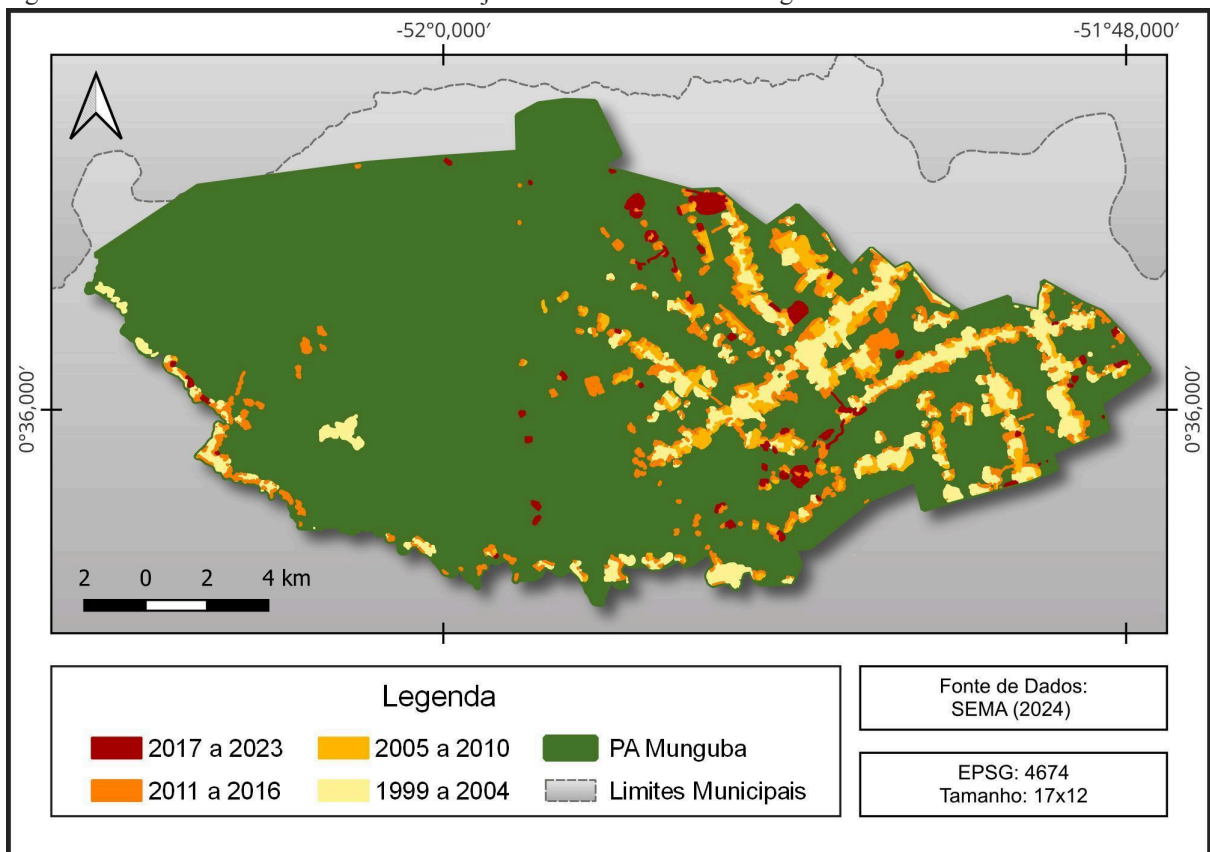 -52°0,000′
-51°48,000′
0°36,000′
0°36,000′
2 0 2 4 km
Legenda
2017 a 2023
2005 a 2010
PA Munguba
2011 a 2016
1999 a 2004
Limites Municipais
Fonte de Dados:
SEMA (2024)
EPSG: 4674
Tamanho: 17x12